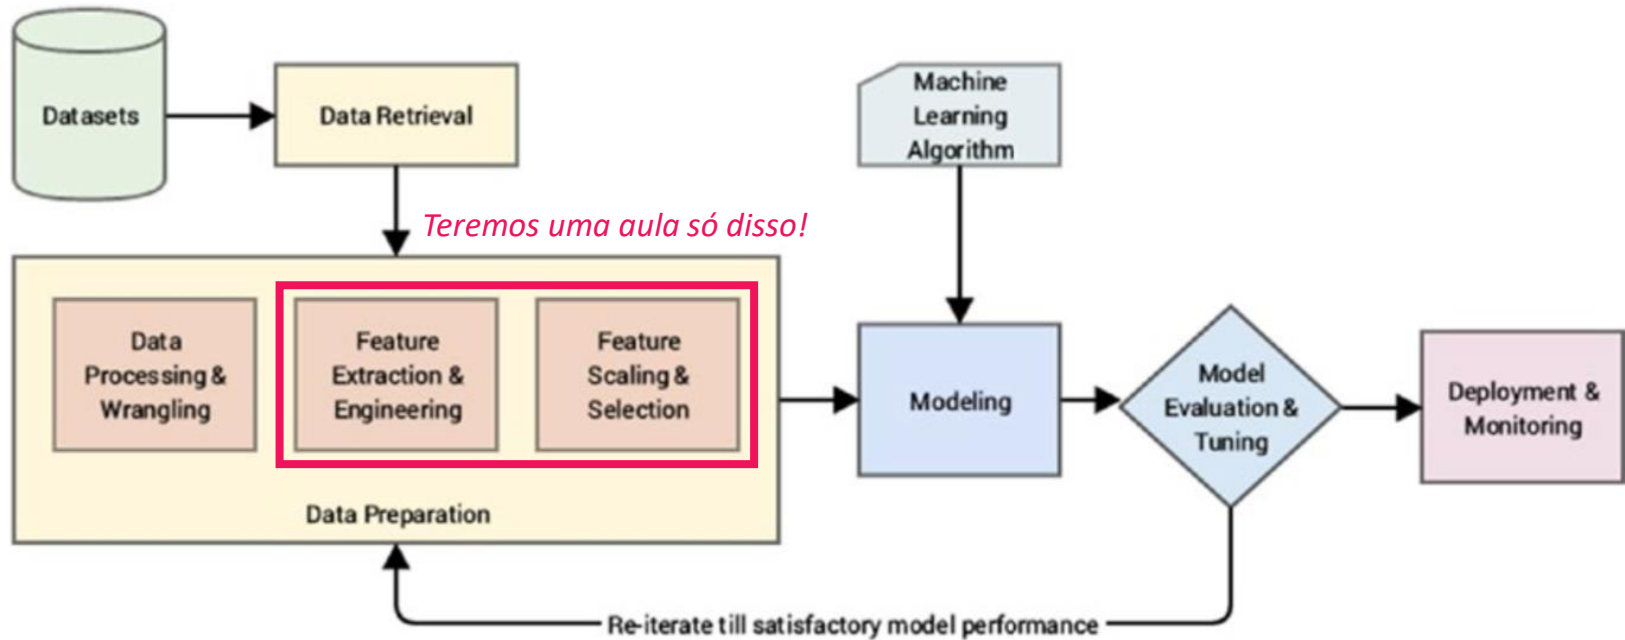 Datasets
Data Retrieval
Machine
Learning
Algorithm
Teremos uma aula só disso!
Data
Processing &
Wrangling
Feature
Extraction &
Engineering
Feature
Scaling &
Selection
Data Preparation
Modeling
Model
Evaluation &
Tuning
Deployment &
Monitoring
Re-iterate till satisfactory model performance